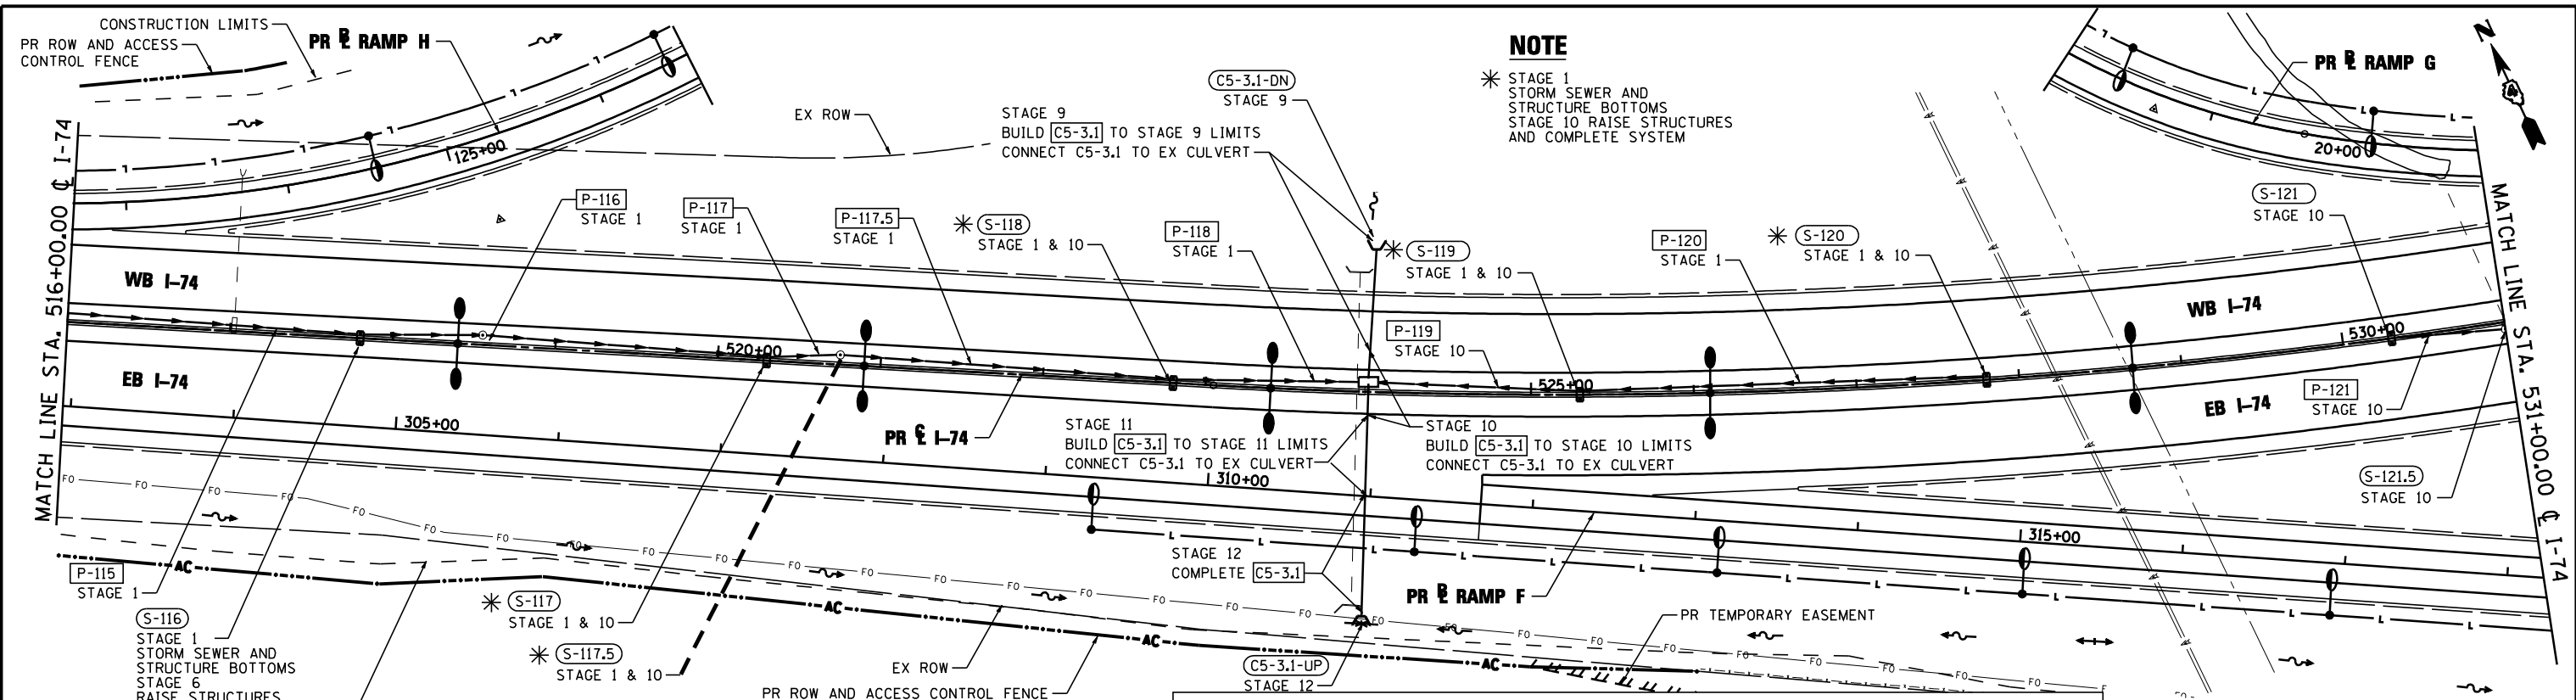 CONSTRUCTION LIMITS
PR ROW AND ACCESS
CONTROL FENCE
PR ℄ RAMP H
125+00
EX ROW
STAGE 9
BUILD C5-3.1 TO STAGE 9 LIMITS
CONNECT C5-3.1 TO EX CULVERT
C5-3.1-DN
STAGE 9
NOTE
STAGE 1
STORM SEWER AND
STRUCTURE BOTTOMS
STAGE 10 RAISE STRUCTURES
AND COMPLETE SYSTEM
PR RAMP G
20+00
N
MATCH LINE STA. 516+00.00 ℄ I-74
P-116
STAGE 1
P-117
STAGE 1
P-117.5
STAGE 1
S-118
STAGE 1 & 10
P-118
STAGE 1
S-119
STAGE 1 & 10
P-120
STAGE 1
S-120
STAGE 1 & 10
S-121
STAGE 10
MATCH LINE STA. 531+00.00 ℄ I-74
WB I-74
WB I-74
520+00
P-119
STAGE 10
525+00
530+00
EB I-74
EB I-74
P-121
STAGE 10
305+00
PR ℄ I-74
STAGE 11
BUILD C5-3.1 TO STAGE 11 LIMITS
CONNECT C5-3.1 TO EX CULVERT
STAGE 10
BUILD C5-3.1 TO STAGE 10 LIMITS
CONNECT C5-3.1 TO EX CULVERT
310+00
S-121.5
STAGE 10
315+00
STAGE 12
COMPLETE C5-3.1
PR RAMP F
P-115
STAGE 1
AC
AC
AC
AC
S-116
STAGE 1
STORM SEWER AND
STRUCTURE BOTTOMS
STAGE 6
RAISE STRUCTURES
S-117
STAGE 1 & 10
S-117.5
STAGE 1 & 10
EX ROW
PR ROW AND ACCESS CONTROL FENCE
C5-3.1-UP
STAGE 12
PR TEMPORARY EASEMENT